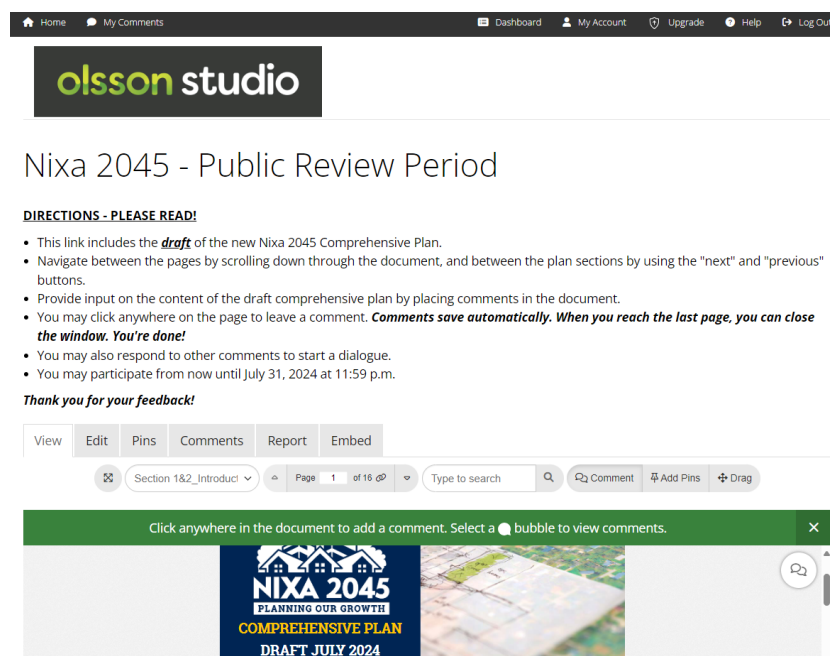 Home My Comments Dashboard My Account Upgrade Help Log Out
olsson studio
Nixa 2045 - Public Review Period
DIRECTIONS - PLEASE READ!
• This link includes the draft of the new Nixa 2045 Comprehensive Plan.
• Navigate between the pages by scrolling down through the document, and between the plan sections by using the "next" and "previous"
buttons.
• Provide input on the content of the draft comprehensive plan by placing comments in the document.
• You may click anywhere on the page to leave a comment. Comments save automatically. When you reach the last page, you can close
the window. You're done!
• You may also respond to other comments to start a dialogue.
• You may participate from now until July 31, 2024 at 11:59 p.m.
Thank you for your feedback!
View Edit Pins Comments Report Embed
Section 1&2_Introduct Page 1 of 16 Type to search Comment Add Pins Drag
Click anywhere in the document to add a comment. Select a bubble to view comments.
NIXA 2045
PLANNING OUR GROWTH
COMPREHENSIVE PLAN
DRAFT JULY 2024